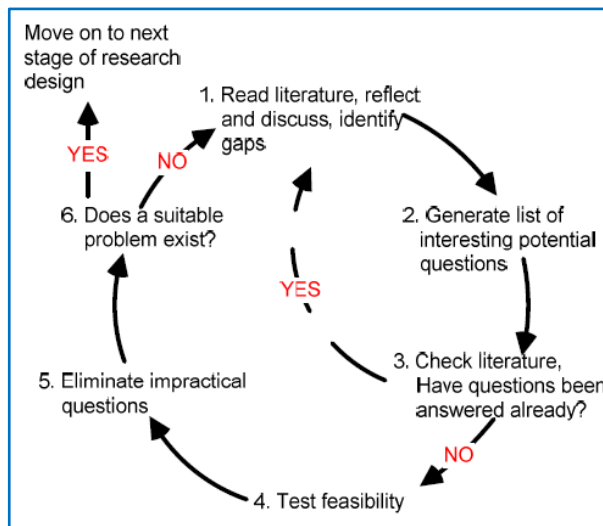 Move on to next
stage of research
design
YES
NO
1. Read literature, reflect
and discuss, identify
gaps
2. Generate list of
interesting potential
questions
3. Check literature,
Have questions been
answered already?
YES
NO
4. Test feasibility
5. Eliminate impractical
questions
6. Does a suitable
problem exist?